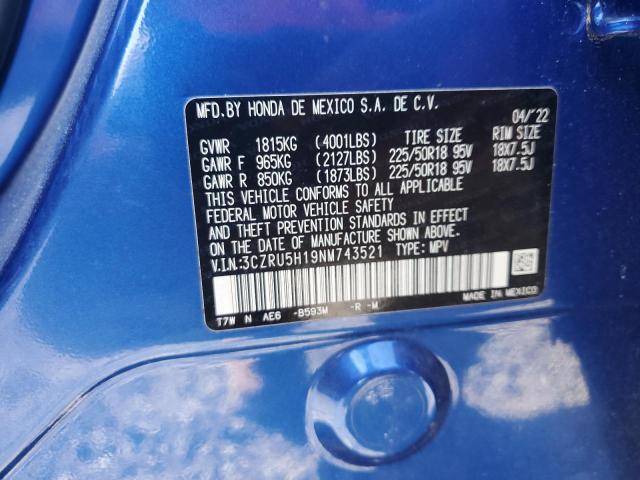 MFD.BY HONDA DE MEXICO S.A. DE C.V. 04/'22
GVWR 1815KG (4001LBS) TIRE SIZE RIM SIZE
GAWR F 965KG (2127LBS) 225/50R18 95V 18X7.5J
GAWR R 850KG (1873LBS) 225/50R18 95V 18X7.5J
THIS VEHICLE CONFORMS TO ALL APPLICABLE
FEDERAL MOTOR VEHICLE SAFETY
AND THEFT PREVENTION STANDARDS IN EFFECT
ON THE DATE OF MANUFACTURE SHOWN ABOVE.
V.I.N.:3CZRU5H19NM743521 TYPE: MPV
T7W N AE6 -B593M -R -M
MADE IN MEXICO